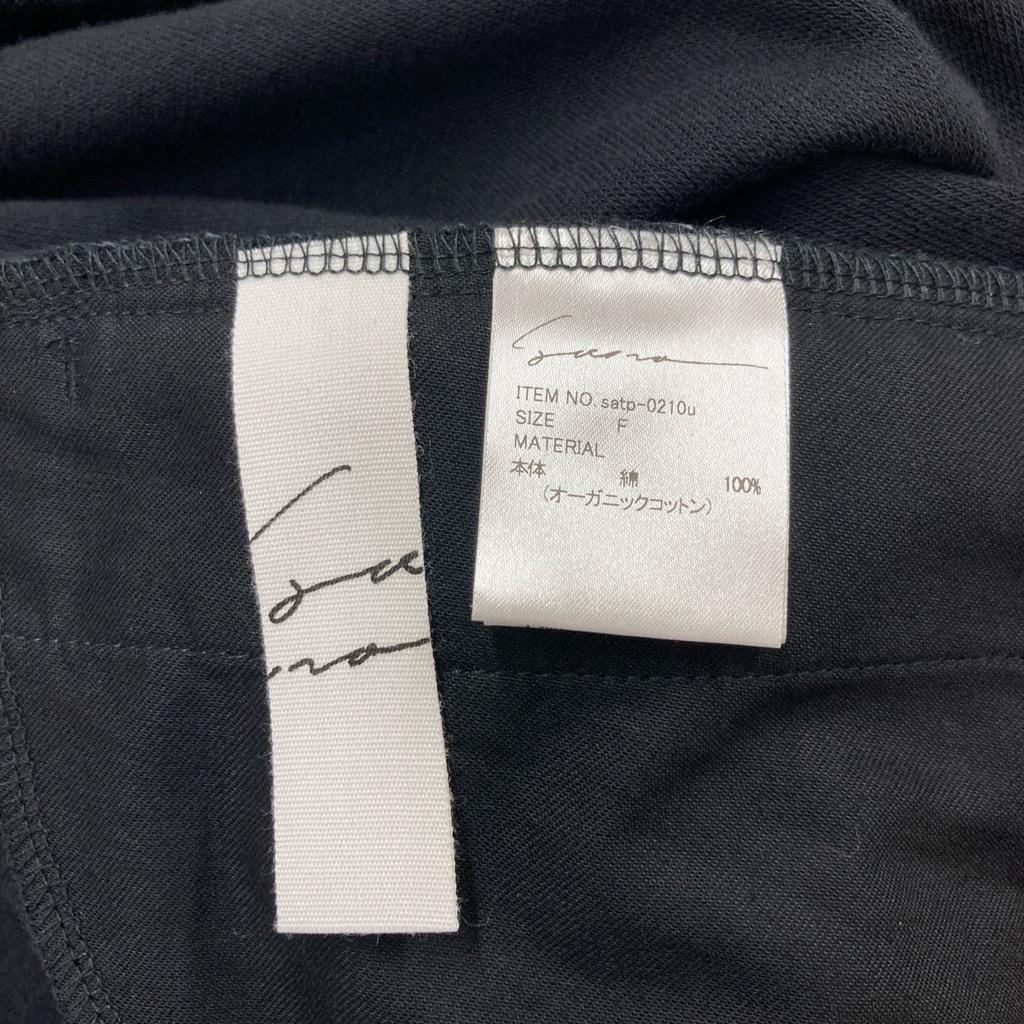 ITEM NO. satp-0210u
SIZE F
MATERIAL
本体 綿 100%
(オーガニックコットン)